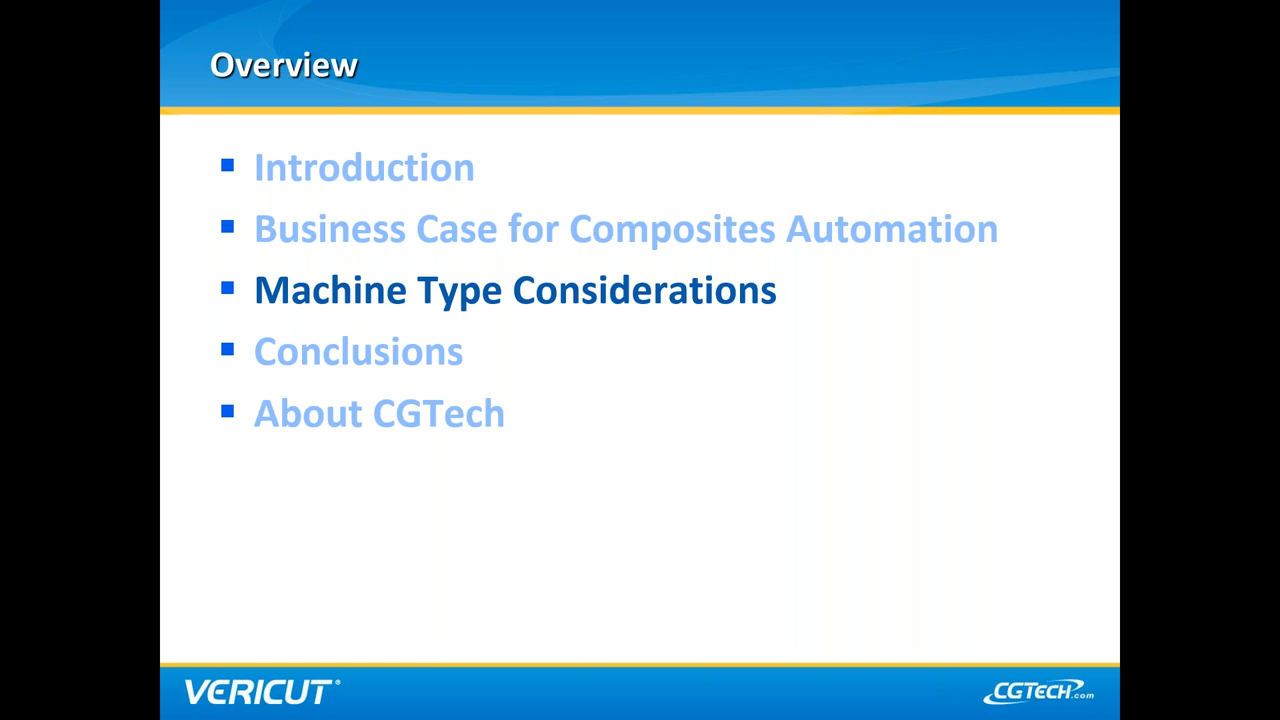 Overview
Introduction
Business Case for Composites Automation
Machine Type Considerations
Conclusions
About CGTech
VERICUT®
CGTECH.com